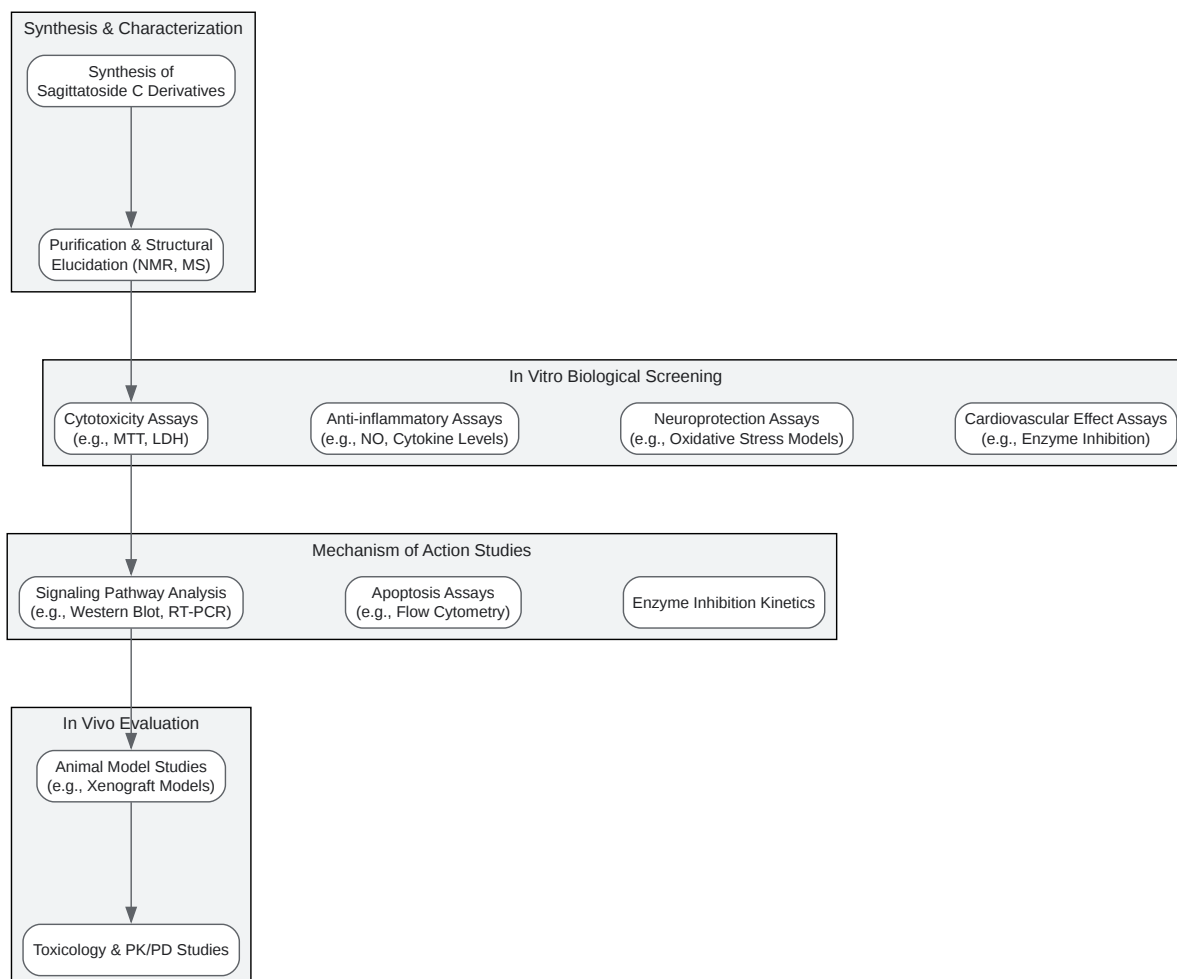 Synthesis & Characterization
Synthesis of
Sagittatoside C Derivatives
Purification & Structural
Elucidation (NMR, MS)
In Vitro Biological Screening
Cytotoxicity Assays
(e.g., MTT, LDH)
Anti-inflammatory Assays
(e.g., NO, Cytokine Levels)
Neuroprotection Assays
(e.g., Oxidative Stress Models)
Cardiovascular Effect Assays
(e.g., Enzyme Inhibition)
Mechanism of Action Studies
Signaling Pathway Analysis
(e.g., Western Blot, RT-PCR)
Apoptosis Assays
(e.g., Flow Cytometry)
Enzyme Inhibition Kinetics
In Vivo Evaluation
Animal Model Studies
(e.g., Xenograft Models)
Toxicology & PK/PD Studies